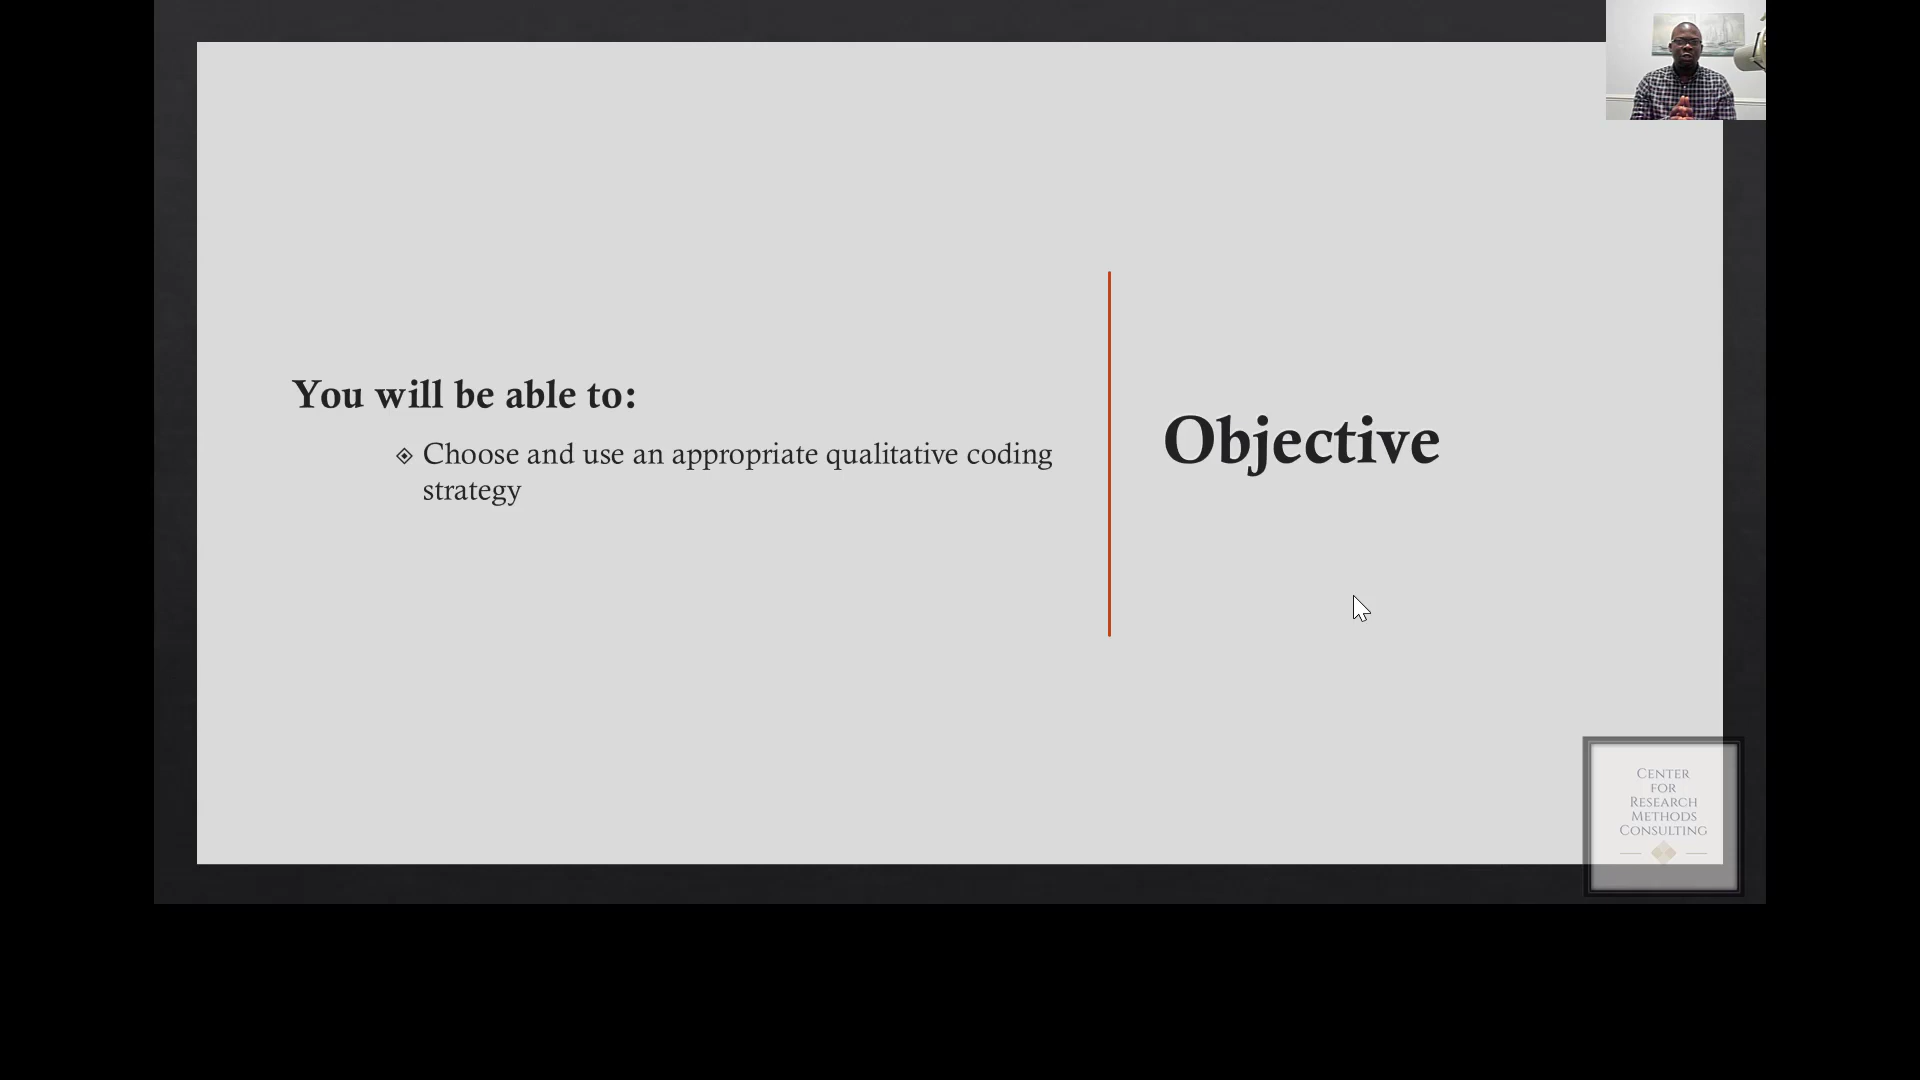 You will be able to:
Choose and use an appropriate qualitative coding
strategy
Objective
CENTER
FOR
RESEARCH
METHODS
CONSULTING